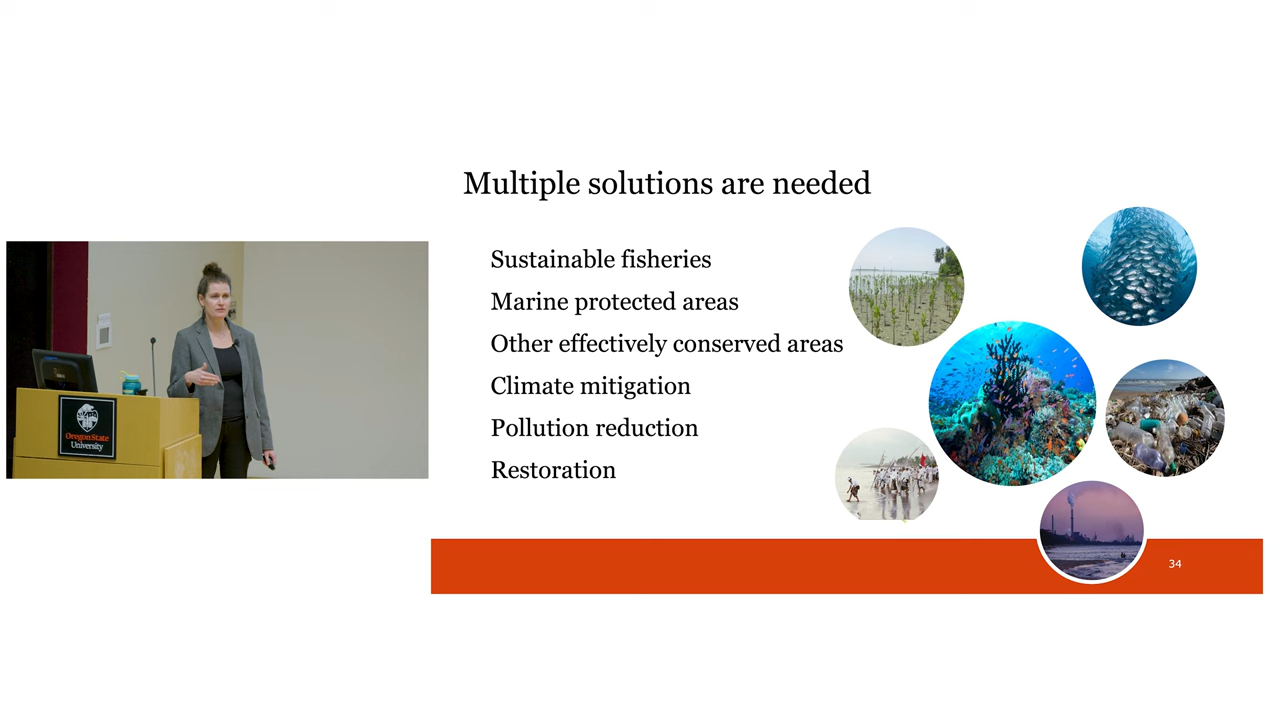 Multiple solutions are needed
Sustainable fisheries
Marine protected areas
Other effectively conserved areas
Climate mitigation
Pollution reduction
Restoration
34
Oregon State
University